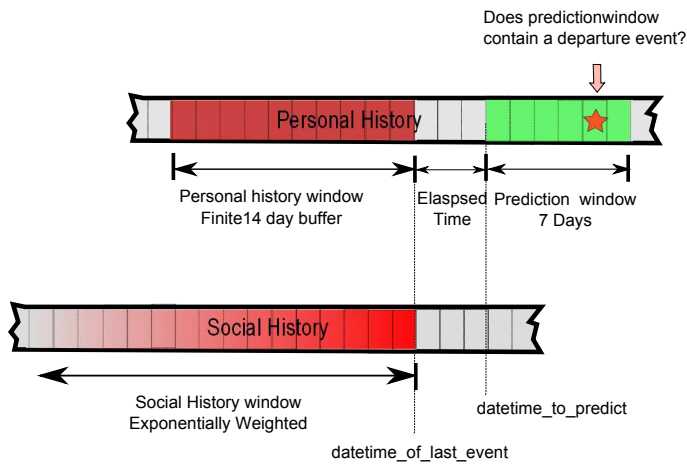 Does predictionwindow
contain a departure event?
Personal History
Personal history window
Finite14 day buffer
Elaspsed
Time
Prediction window
7 Days
Social History
Social History window
Exponentially Weighted
datetime_to_predict
datetime_of_last_event